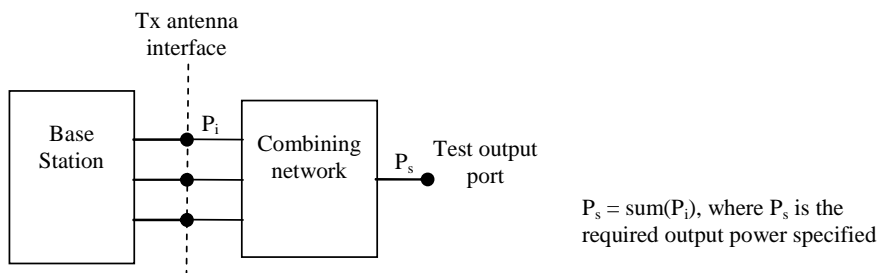 Tx antenna
interface
Base
Station
P_i
Combining
network
P_s
Test output
port
P_s = sum(P_i), where P_s is the
required output power specified